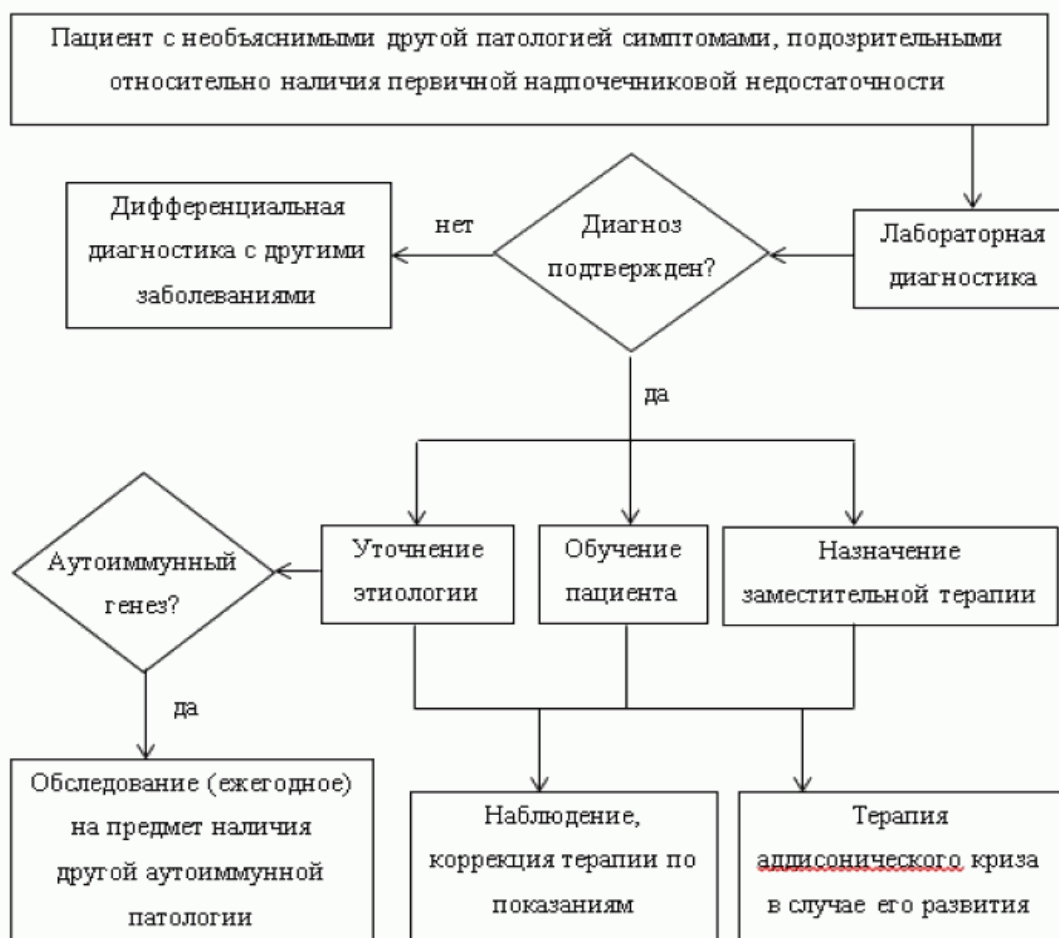 Пациент с необъяснимыми другой патологией симптомами, подозрительными
относительно наличия первичной надпочечниковой недостаточности
Дифференциальная
диагностика с другими
заболеваниями
нет
Диагноз
подтвержден?
Лабораторная
диагностика
да
Аутоиммунный
генез?
Уточнение
этиологии
Обучение
пациента
Назначение
заместительной терапии
да
Обследование (ежегодное)
на предмет наличия
другой аутоиммунной
патологии
Наблюдение,
коррекция терапии по
показаниям
Терапия
аддисонического криза
в случае его развития